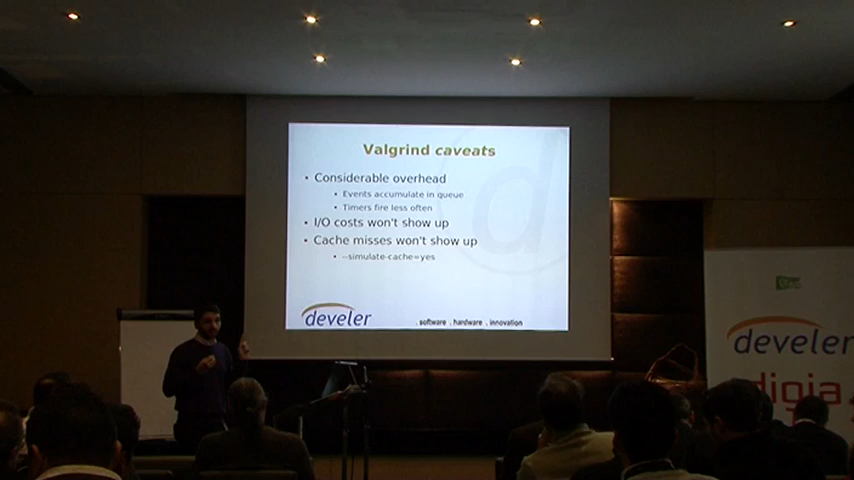 Valgrind caveats
• Considerable overhead
• Events accumulate in queue
• Timers fire less often
• I/O costs won't show up
• Cache misses won't show up
• --simulate-cache=yes
develer
. software . hardware . innovation
develer
digia